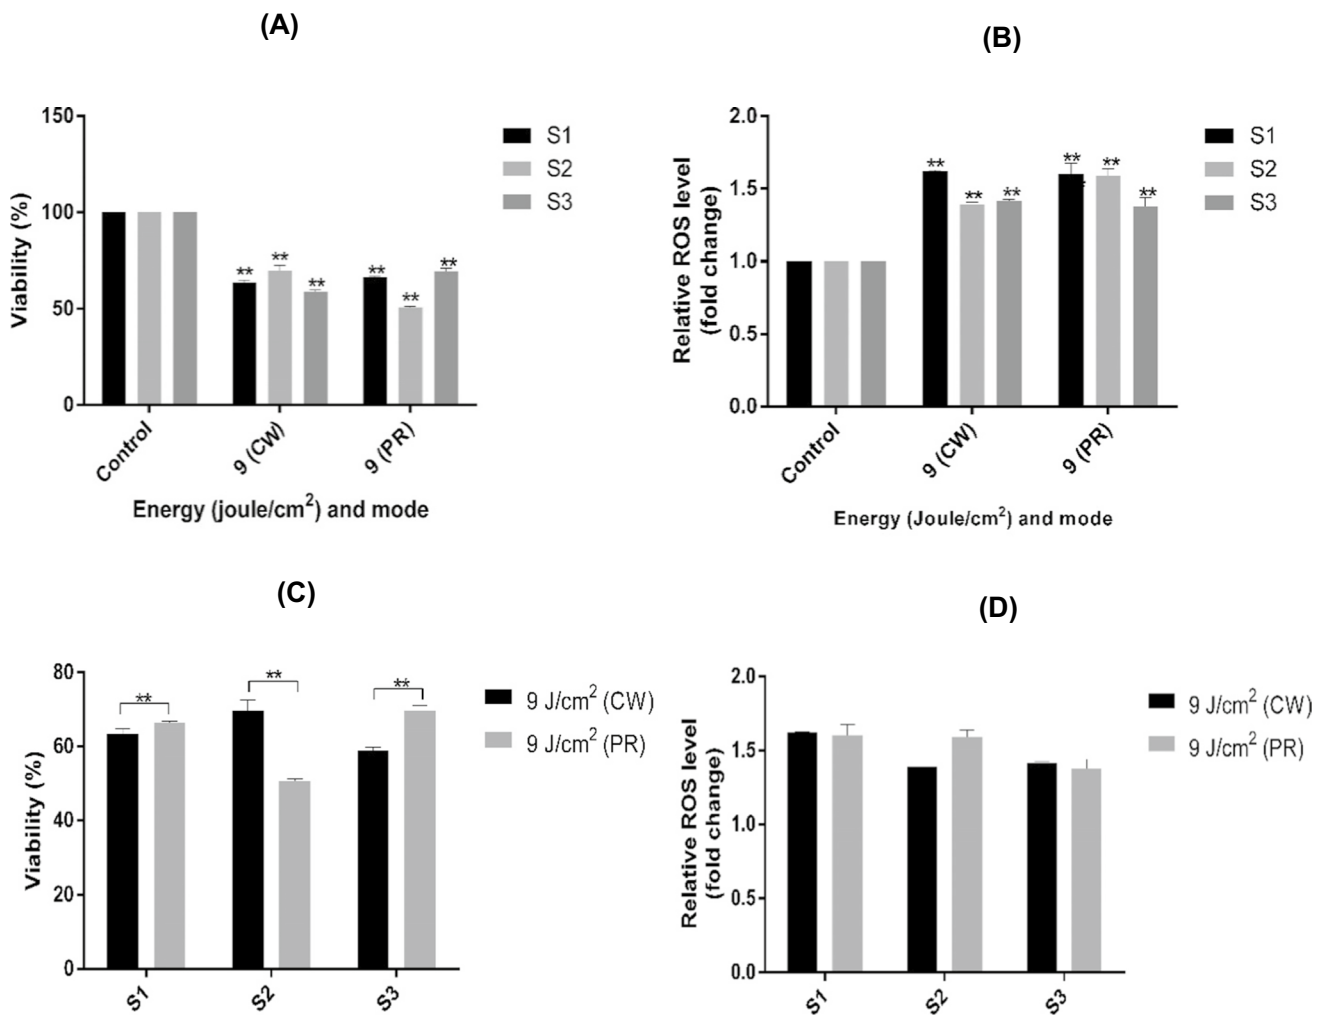 (A)
150
100
50
0
Viability (%)
** ** ** ** ** **
S1
S2
S3
Control 9 (CW) 9 (PR)
Energy (joule/cm²) and mode
(B)
2.0
1.5
1.0
0.5
0.0
Relative ROS level
(fold change)
** ** ** ** ** **
S1
S2
S3
Control 9 (CW) 9 (PR)
Energy (Joule/cm²) and mode
(C)
80
60
40
20
0
Viability (%)
** ** **
9 J/cm² (CW)
9 J/cm² (PR)
S1 S2 S3
(D)
2.0
1.5
1.0
0.5
0.0
Relative ROS level
(fold change)
9 J/cm² (CW)
9 J/cm² (PR)
S1 S2 S3